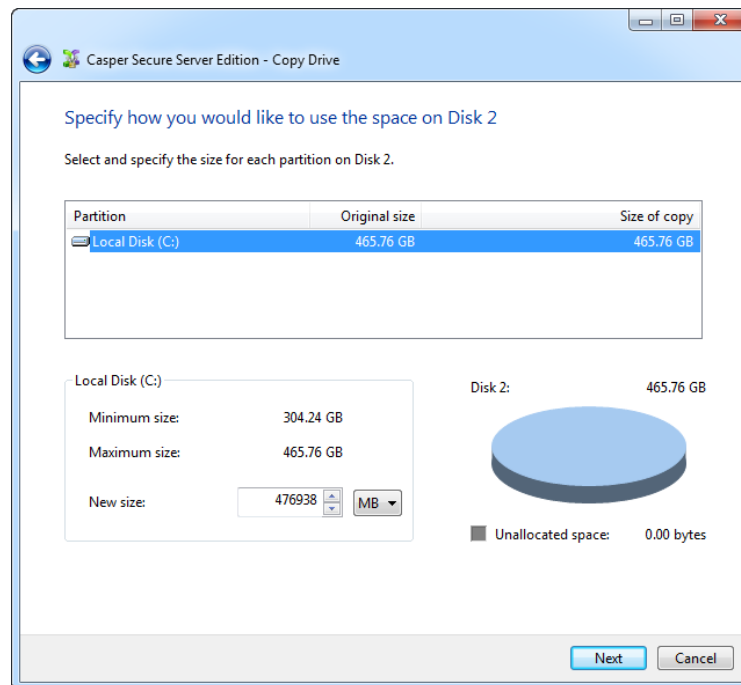 Casper Secure Server Edition - Copy Drive
Specify how you would like to use the space on Disk 2
Select and specify the size for each partition on Disk 2.
Partition Original size Size of copy
Local Disk (C:) 465.76 GB 465.76 GB
Local Disk (C:)
Minimum size: 304.24 GB
Maximum size: 465.76 GB
New size: 476938 MB
Disk 2: 465.76 GB
Unallocated space: 0.00 bytes
Next Cancel